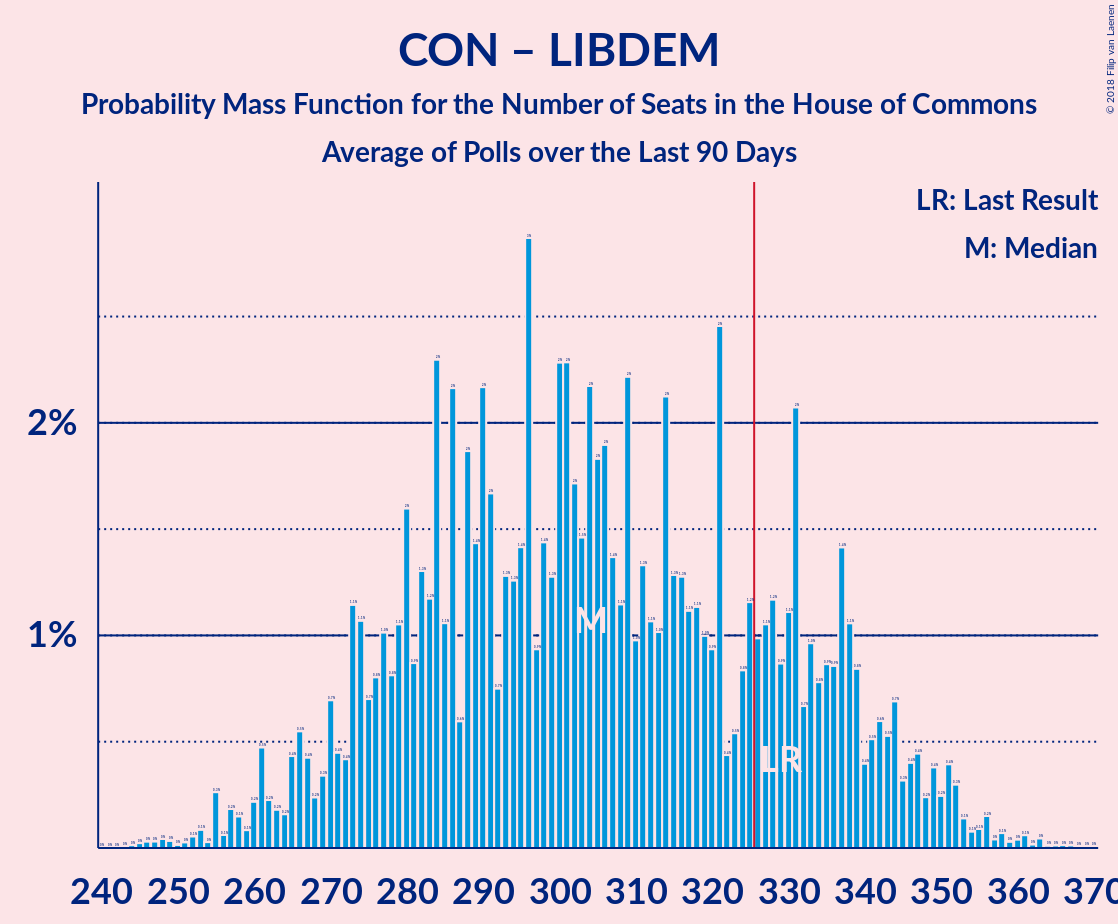 CON – LIBDEM
Probability Mass Function for the Number of Seats in the House of Commons
Average of Polls over the Last 90 Days
© 2018 Filip van Laenen
LR: Last Result
M: Median
2%
1%
M
LR
240 250 260 270 280 290 300 310 320 330 340 350 360 370